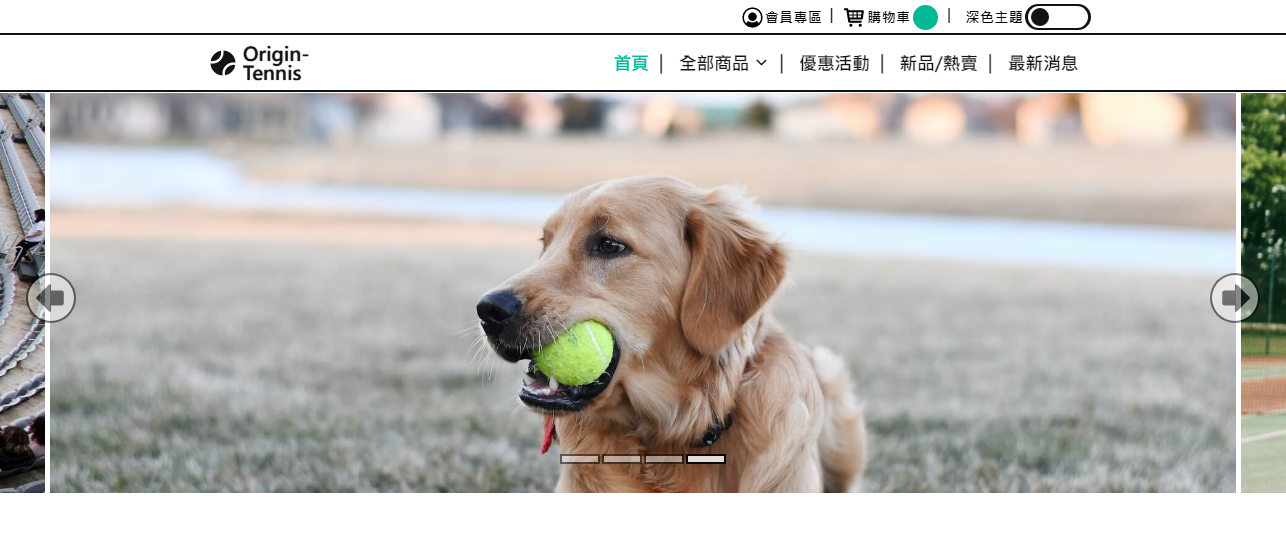 會員專區 | 購物車 | 深色主題
Origin-
Tennis
首頁 | 全部商品 | 優惠活動 | 新品/熱賣 | 最新消息